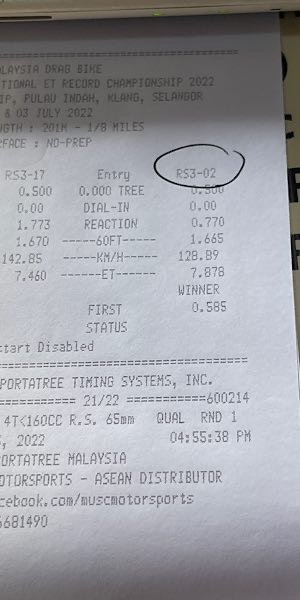 ALAYSIA DRAG BIKE
TIONAL ET RECORD CHAMPIONSHIP 2022
IP, PULAU INDAH, KLANG, SELANGOR
& 03 JULY 2022
NGTH : 201M - 1/8 MILES
RFACE : NO-PREP
RS3-17 Entry RS3-02
0.500 0.000 TREE 0.500
0.00 DIAL-IN 0.00
1.773 REACTION 0.770
1.670 -----60FT----- 1.665
142.85 -----KM/H----- 128.89
7.460 ------ET------ 7.878
WINNER
FIRST 0.585
STATUS
tart Disabled
PORTATREE TIMING SYSTEMS, INC.
=========== 21/22 ===========600214
4T<160CC R.S. 65mm QUAL RND 1
, 2022 04:55:38 PM
ORTATREE MALAYSIA
OTORSPORTS - ASEAN DISTRIBUTOR
cebook.com/muscmotorsports
6681490